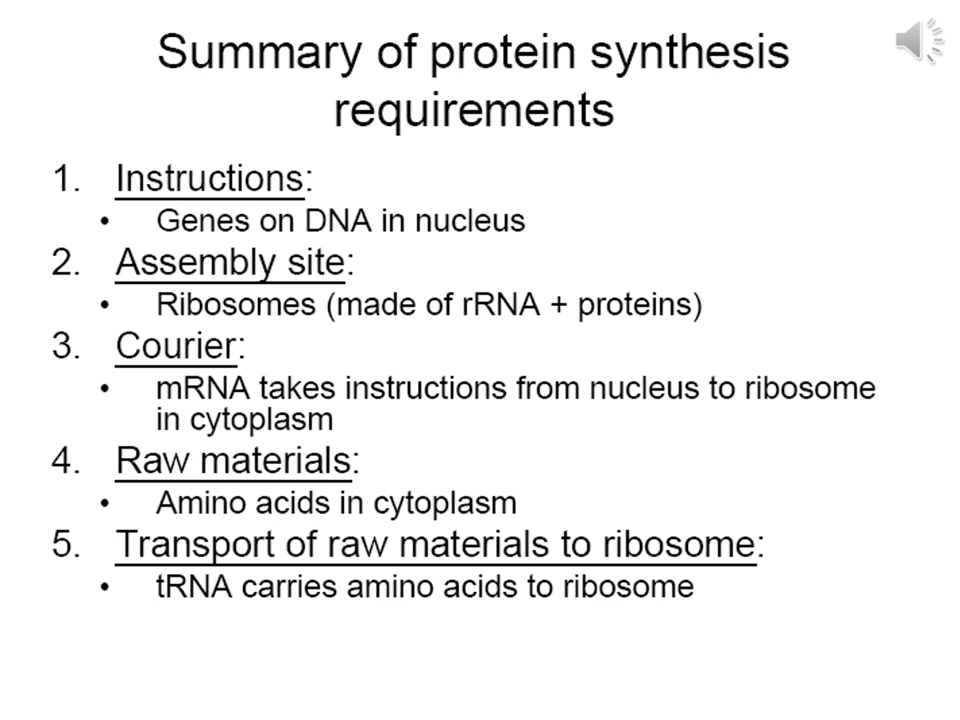 Summary of protein synthesis
requirements
1. Instructions:
• Genes on DNA in nucleus
2. Assembly site:
• Ribosomes (made of rRNA + proteins)
3. Courier:
• mRNA takes instructions from nucleus to ribosome
in cytoplasm
4. Raw materials:
• Amino acids in cytoplasm
5. Transport of raw materials to ribosome:
• tRNA carries amino acids to ribosome